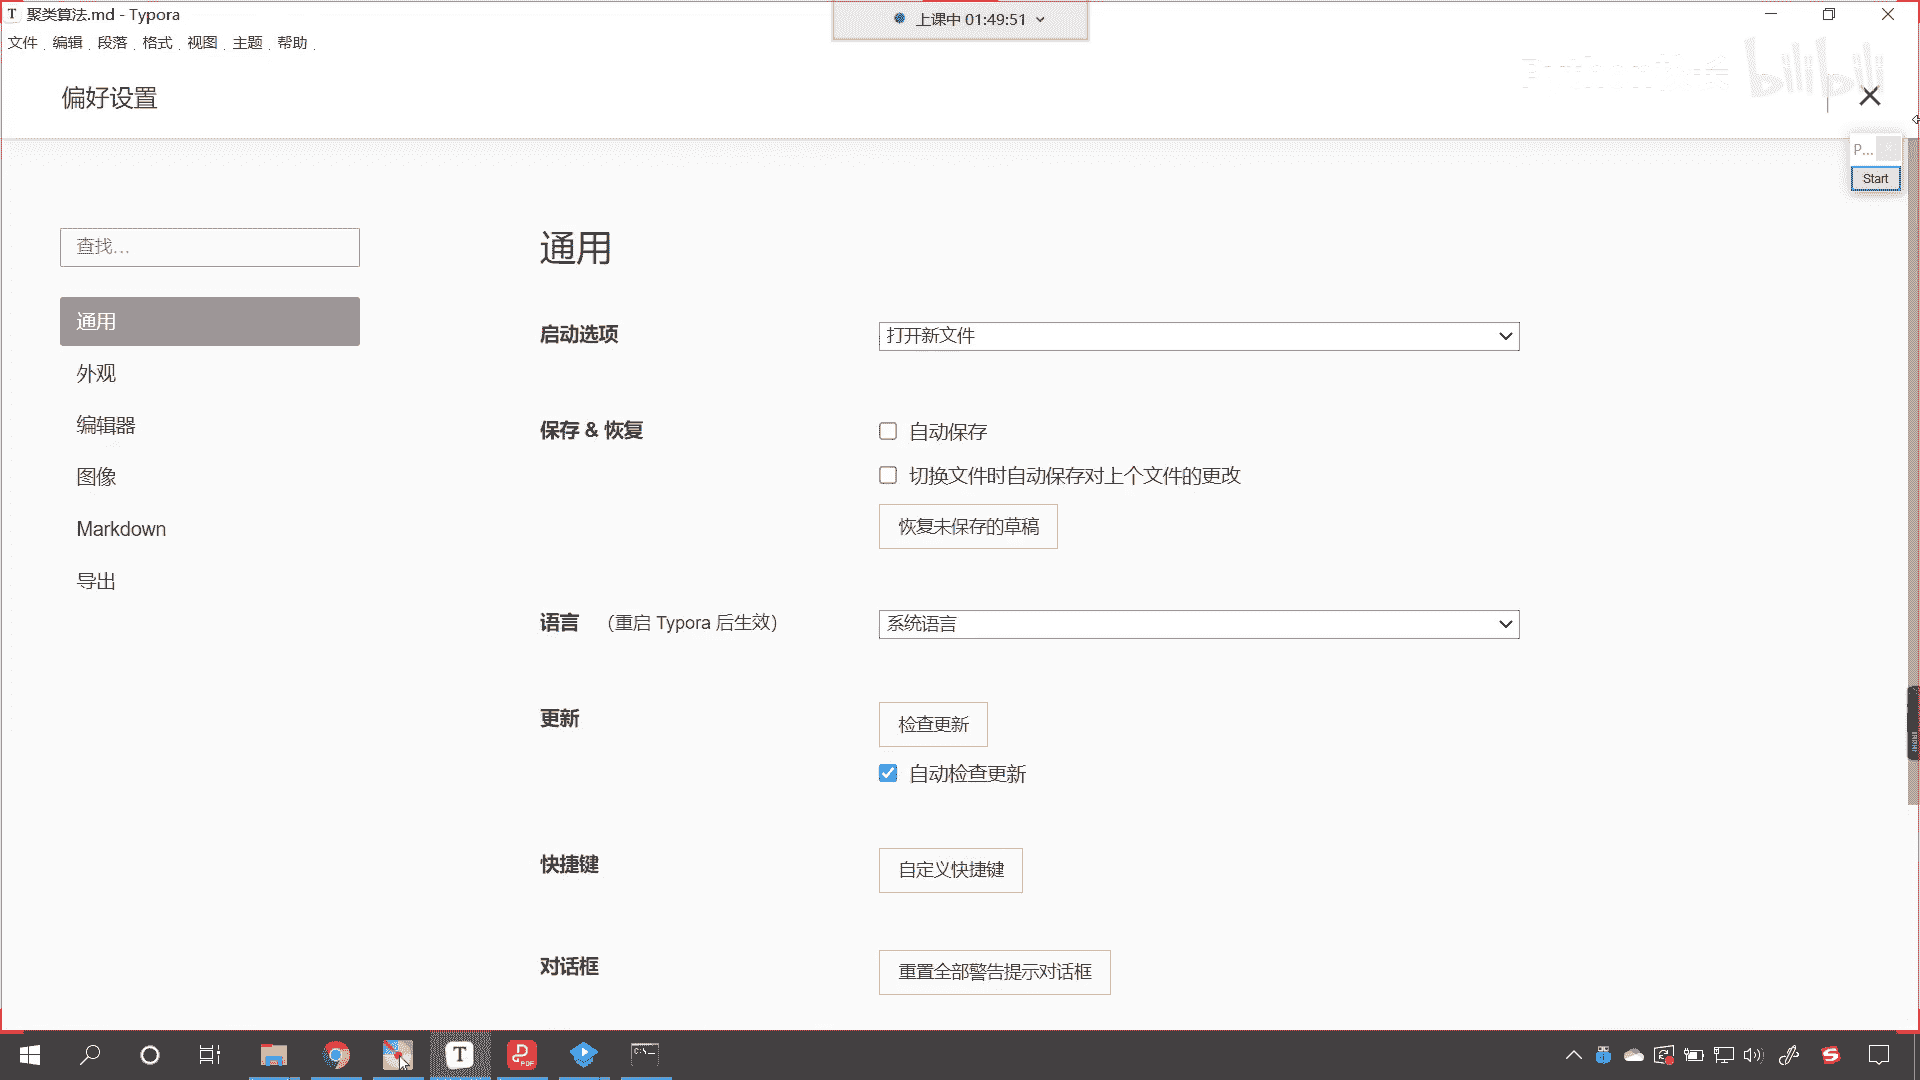 聚类算法.md - Typora
上课中 01:49:51
文件 编辑 段落 格式 视图 主题 帮助
偏好设置
bilibili
P...
Start
查找...
通用
外观
编辑器
图像
Markdown
导出
通用
启动选项
打开新文件
保存 & 恢复
自动保存
切换文件时自动保存对上个文件的更改
恢复未保存的草稿
语言 （重启 Typora 后生效）
系统语言
更新
检查更新
自动检查更新
快捷键
自定义快捷键
对话框
重置全部警告提示对话框